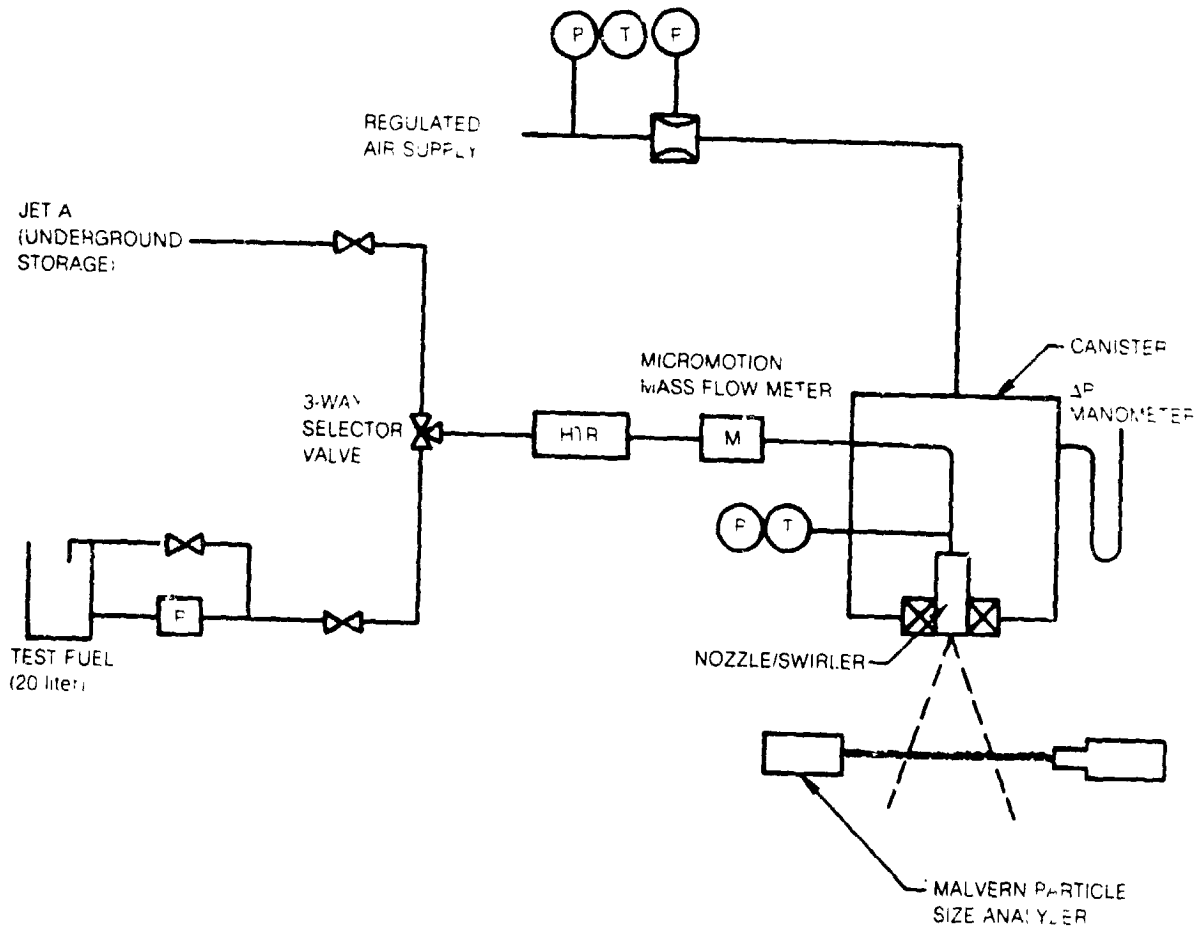 P T F
REGULATED
AIR SUPPLY
JET A
(UNDERGROUND
STORAGE)
CANISTER
MICROMOTION
MASS FLOW METER
ΔP
MANOMETER
3-WAY
SELECTOR
VALVE
HTR
M
P T
P
NOZZLE/SWIRLER
TEST FUEL
(20 liter)
MALVERN PARTICLE
SIZE ANALYZER